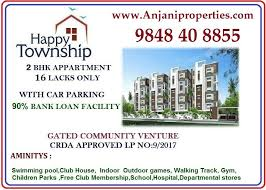 www.Anjaniproperties.com
Happy
Township
9848 40 8855
2 BHK APPARTMENT
16 LACKS ONLY
WITH CAR PARKING
90% BANK LOAN FACILITY
GATED COMMUNITY VENTURE
CRDA APPROVED LP NO:9/2017
AMINITYS :
Swimming pool,Club House, Indoor Outdoor games, Walking Track, Gym,
Children Parks ,Free Club Membership,School,Hospital,Departmental stores